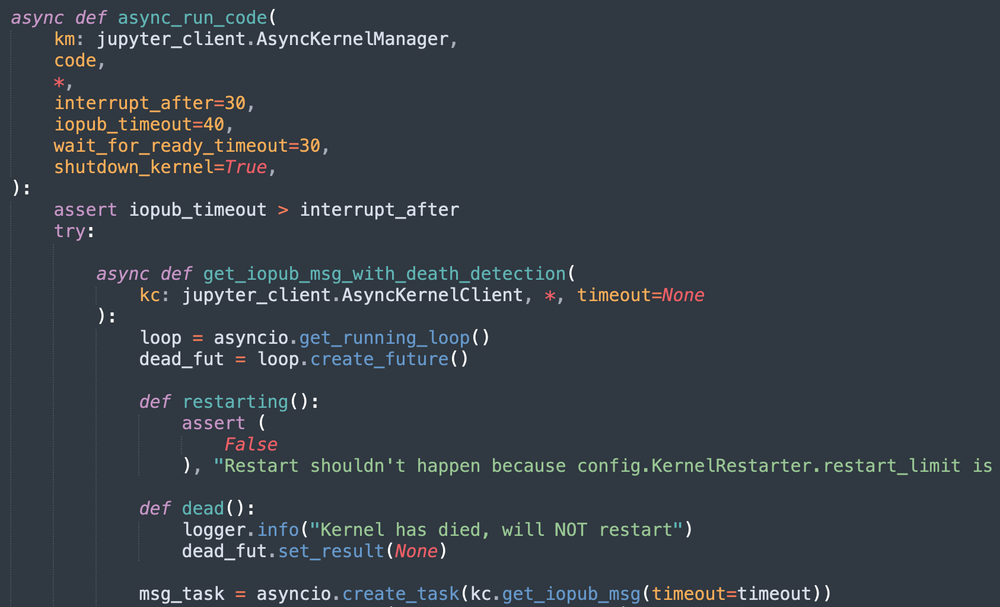 async def async_run_code(
    km: jupyter_client.AsyncKernelManager,
    code,
    *,
    interrupt_after=30,
    iopub_timeout=40,
    wait_for_ready_timeout=30,
    shutdown_kernel=True,
):
    assert iopub_timeout > interrupt_after
    try:

        async def get_iopub_msg_with_death_detection(
            kc: jupyter_client.AsyncKernelClient, *, timeout=None
        ):
            loop = asyncio.get_running_loop()
            dead_fut = loop.create_future()

            def restarting():
                assert (
                    False
                ), "Restart shouldn't happen because config.KernelRestarter.restart_limit is

            def dead():
                logger.info("Kernel has died, will NOT restart")
                dead_fut.set_result(None)

            msg_task = asyncio.create_task(kc.get_iopub_msg(timeout=timeout))